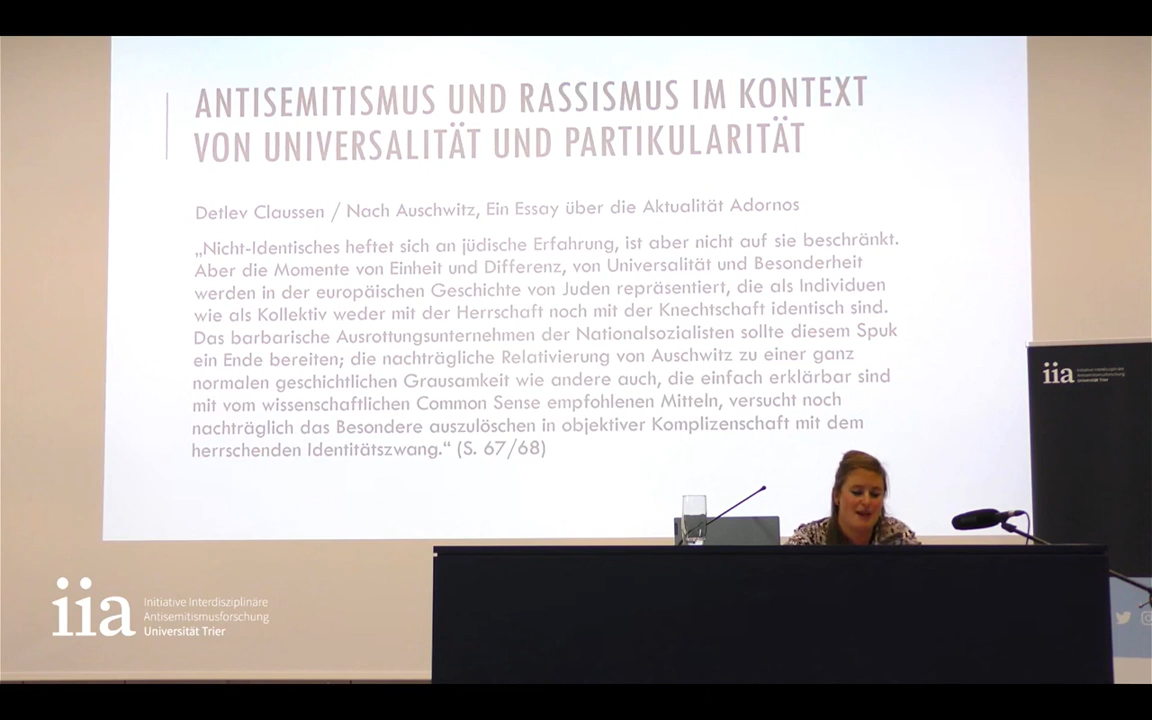 ANTISEMITISMUS UND RASSISMUS IM KONTEXT
VON UNIVERSALITÄT UND PARTIKULARITÄT
Detlev Claussen / Nach Auschwitz, Ein Essay über die Aktualität Adornos
„Nicht-Identisches heftet sich an jüdische Erfahrung, ist aber nicht auf sie beschränkt.
Aber die Momente von Einheit und Differenz, von Universalität und Besonderheit
werden in der europäischen Geschichte von Juden repräsentiert, die als Individuen
wie als Kollektiv weder mit der Herrschaft noch mit der Knechtschaft identisch sind.
Das barbarische Ausrottungsunternehmen der Nationalsozialisten sollte diesem Spuk
ein Ende bereiten; die nachträgliche Relativierung von Auschwitz zu einer ganz
normalen geschichtlichen Grausamkeit wie andere auch, die einfach erklärbar sind
mit vom wissenschaftlichen Common Sense empfohlenen Mitteln, versucht noch
nachträglich das Besondere auszulöschen in objektiver Komplizenschaft mit dem
herrschenden Identitätszwang.“ (S. 67/68)
iia Initiative Interdisziplinäre
Antisemitismusforschung
Universität Trier
iia Initiative Interdisziplinäre
Antisemitismusforschung
Universität Trier